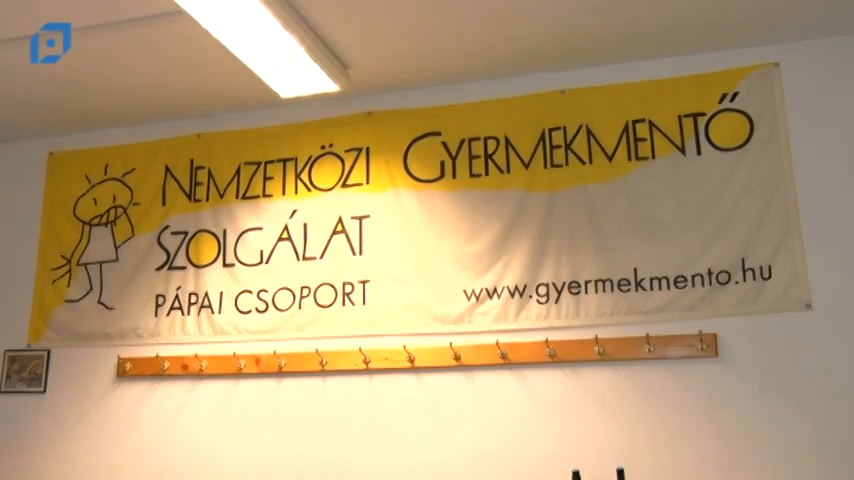 NEMZETKÖZI GYERMEKMENTŐ
SZOLGÁLAT
PÁPAI CSOPORT
www.gyermekmento.hu